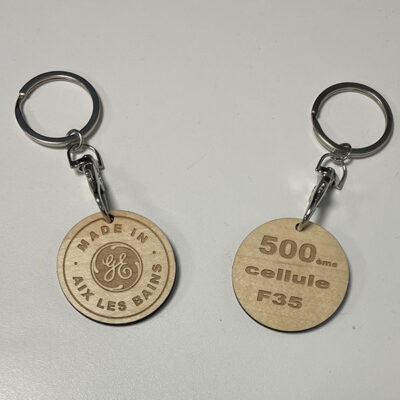 MADE IN
GE
AIX LES BAINS
500ème
cellule
F35